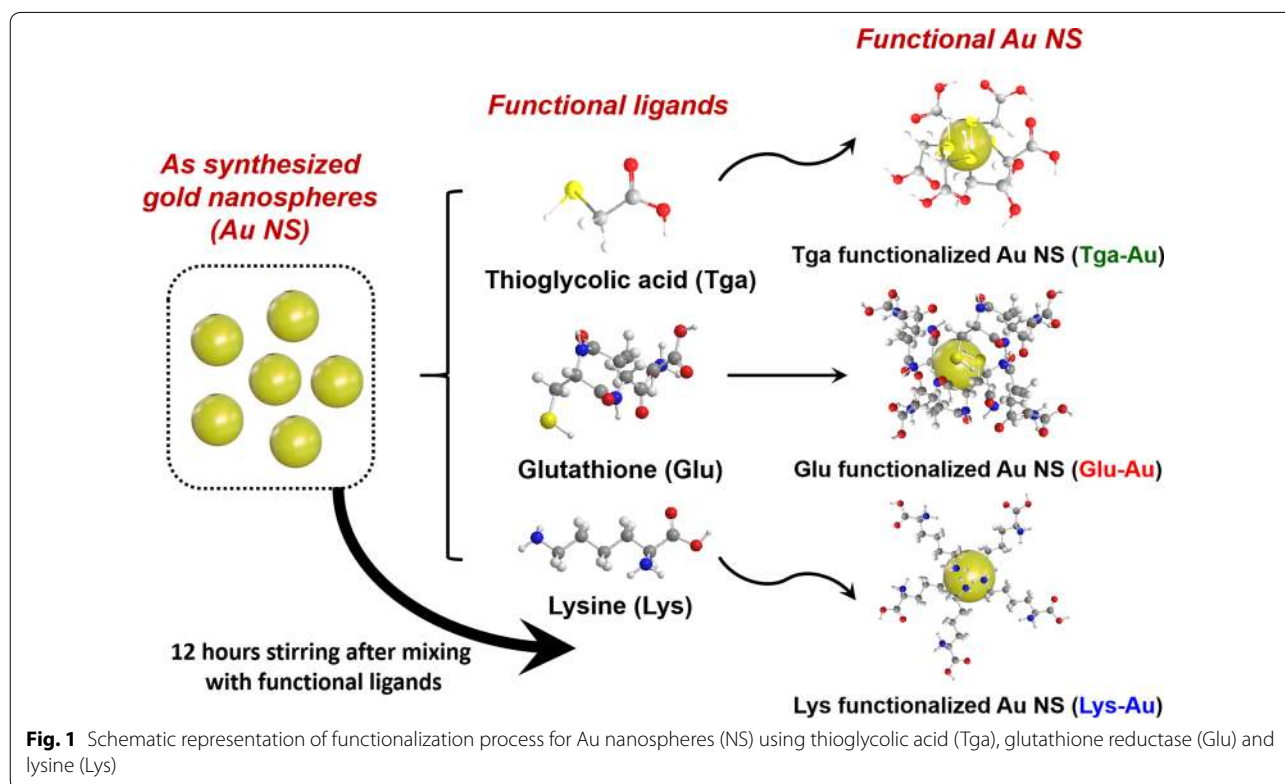 Functional Au NS
Functional ligands
As synthesized
gold nanospheres
(Au NS)
Thioglycolic acid (Tga)
Tga functionalized Au NS (Tga-Au)
Glutathione (Glu)
Glu functionalized Au NS (Glu-Au)
Lysine (Lys)
12 hours stirring after mixing
with functional ligands
Lys functionalized Au NS (Lys-Au)
Fig. 1 Schematic representation of functionalization process for Au nanospheres (NS) using thioglycolic acid (Tga), glutathione reductase (Glu) and
lysine (Lys)